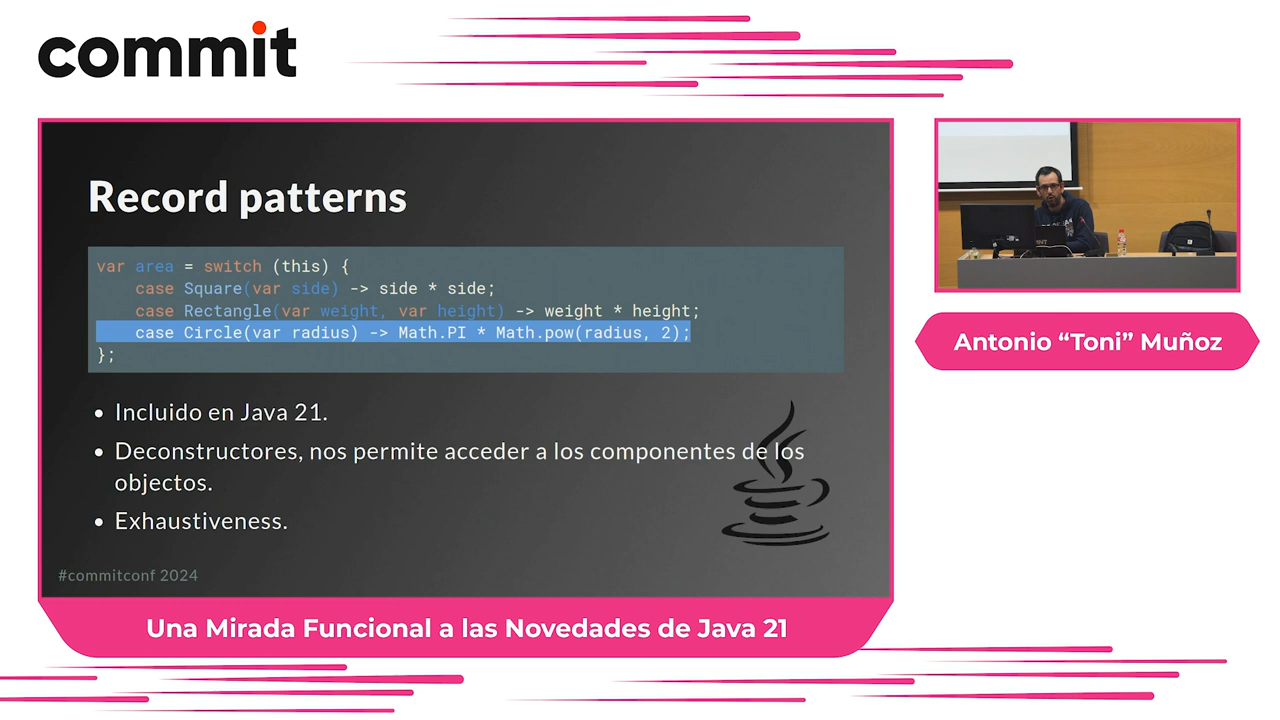 commit
Record patterns
var area = switch (this) {
case Square(var side) -> side * side;
case Rectangle(var weight, var height) -> weight * height;
case Circle(var radius) -> Math.PI * Math.pow(radius, 2);
};
Incluido en Java 21.
Deconstructores, nos permite acceder a los componentes de los
objectos.
Exhaustiveness.
#commitconf 2024
Una Mirada Funcional a las Novedades de Java 21
Antonio “Toni” Muñoz